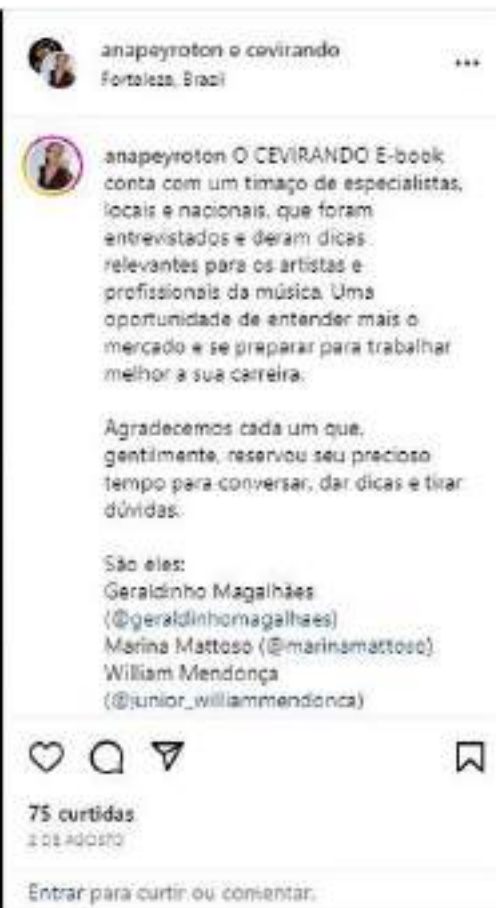 anapeyroton e cevirando
Fortaleza, Brazil
anapeyroton O CEVIRANDO E-book
conta com um timaço de especialistas,
locais e nacionais, que foram
entrevistados e deram dicas
relevantes para os artistas e
profissionais da música. Uma
oportunidade de entender mais o
mercado e se preparar para trabalhar
melhor a sua carreira.
Agradecemos cada um que,
gentilmente, reservou seu precioso
tempo para conversar, dar dicas e tirar
dúvidas.
São eles:
Geraldinho Magalhães
(@geraldinhomagalhaes)
Marina Mattoso (@marinamattoso)
William Mendonça
(@junior_williammendonca)
75 curtidas
2 DE AGOSTO
Entrar para curtir ou comentar.